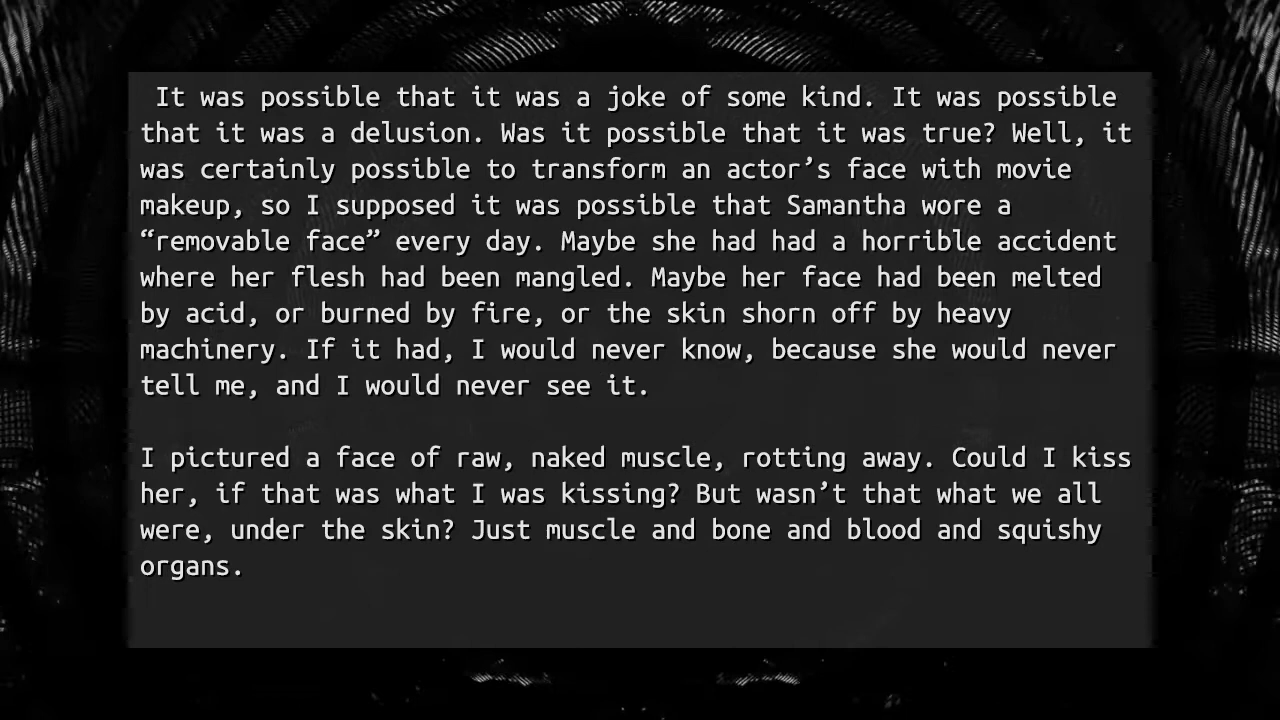 It was possible that it was a joke of some kind. It was possible
that it was a delusion. Was it possible that it was true? Well, it
was certainly possible to transform an actor’s face with movie
makeup, so I supposed it was possible that Samantha wore a
“removable face” every day. Maybe she had had a horrible accident
where her flesh had been mangled. Maybe her face had been melted
by acid, or burned by fire, or the skin shorn off by heavy
machinery. If it had, I would never know, because she would never
tell me, and I would never see it.
I pictured a face of raw, naked muscle, rotting away. Could I kiss
her, if that was what I was kissing? But wasn’t that what we all
were, under the skin? Just muscle and bone and blood and squishy
organs.